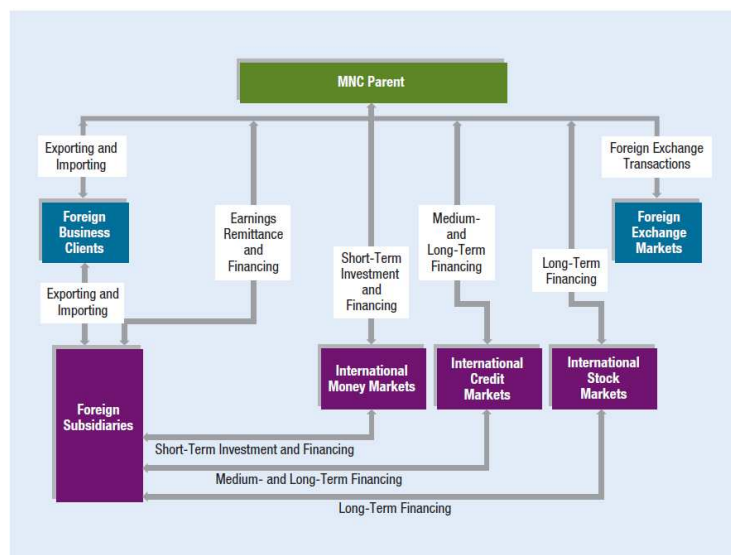 MNC Parent
Exporting and
Importing
Foreign Exchange
Transactions
Foreign
Business
Clients
Earnings
Remittance
and
Financing
Medium-
and
Long-Term
Financing
Foreign
Exchange
Markets
Short-Term
Investment
and
Financing
Long-Term
Financing
Exporting and
Importing
International
Money Markets
International
Credit
Markets
International
Stock
Markets
Foreign
Subsidiaries
Short-Term Investment and Financing
Medium- and Long-Term Financing
Long-Term Financing